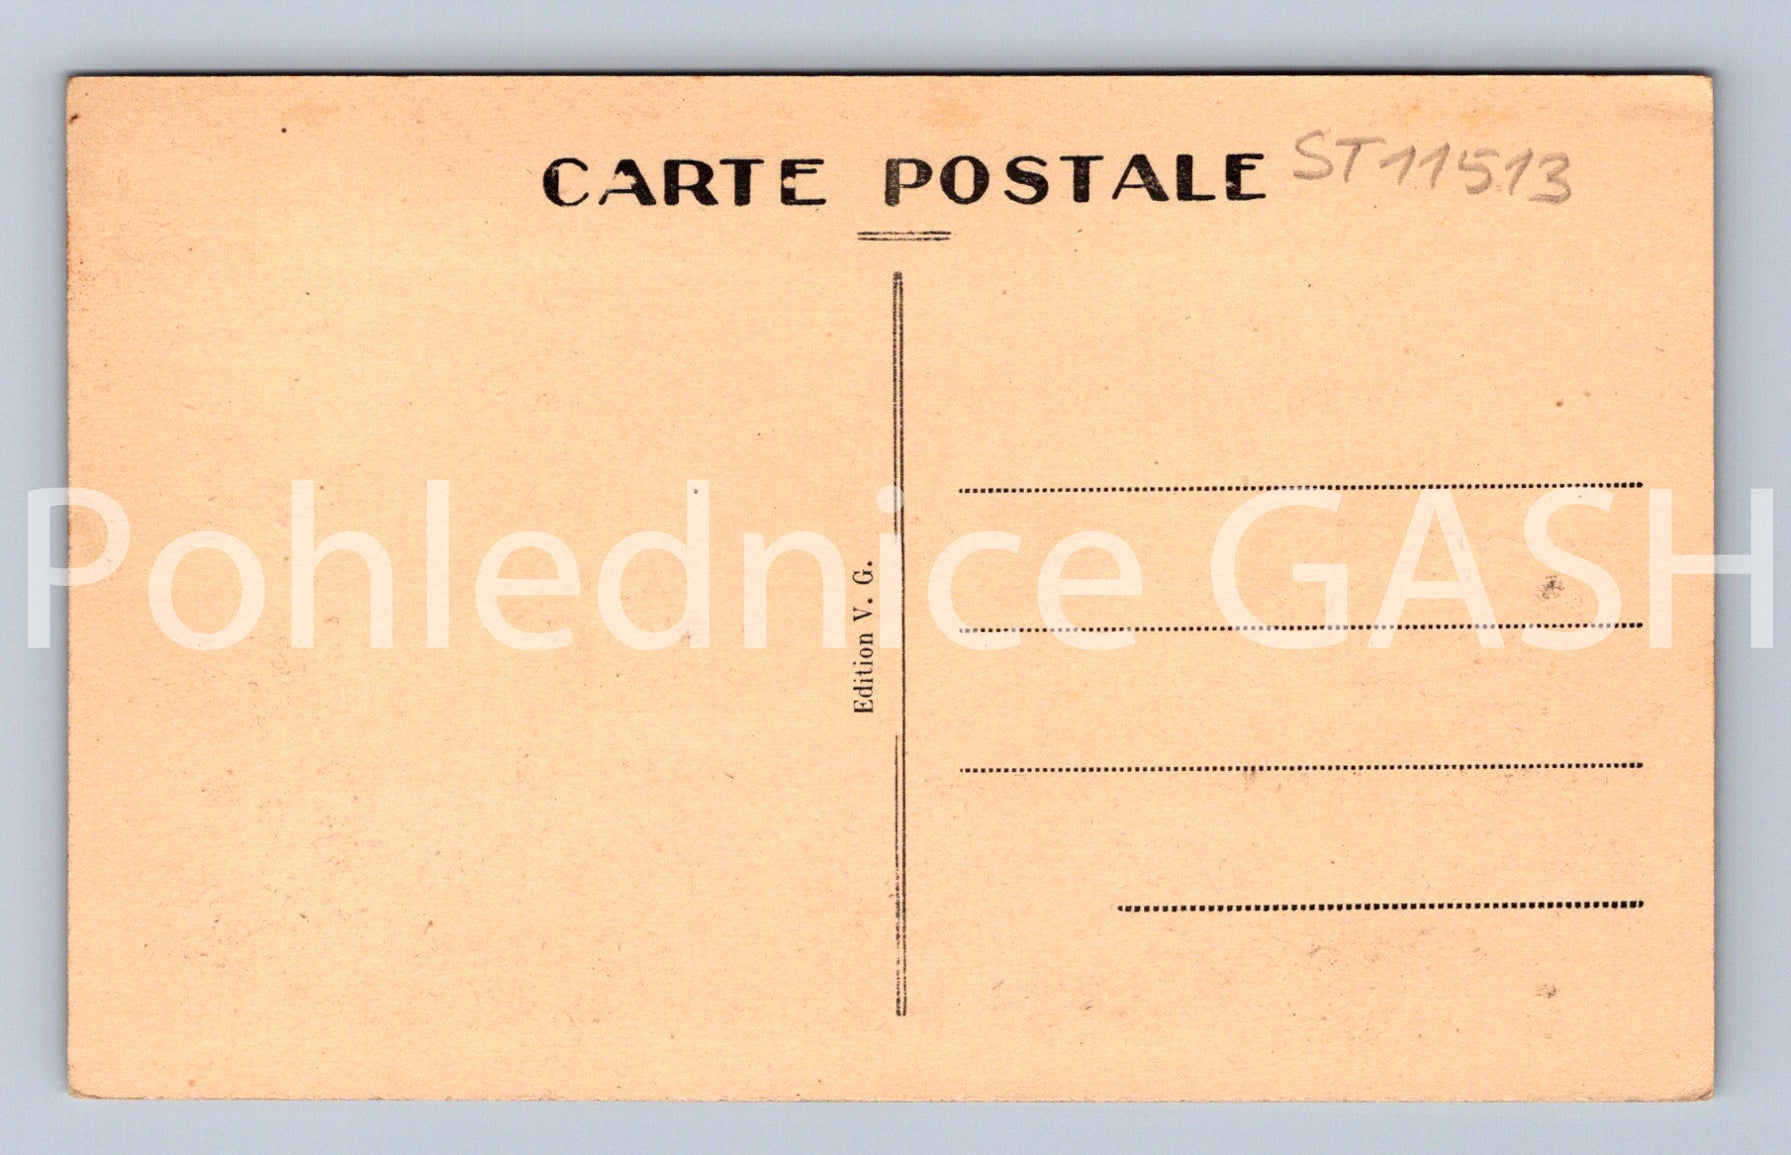 CARTE POSTALE
ST11513
Edition V. G.
Pohlednice GASH